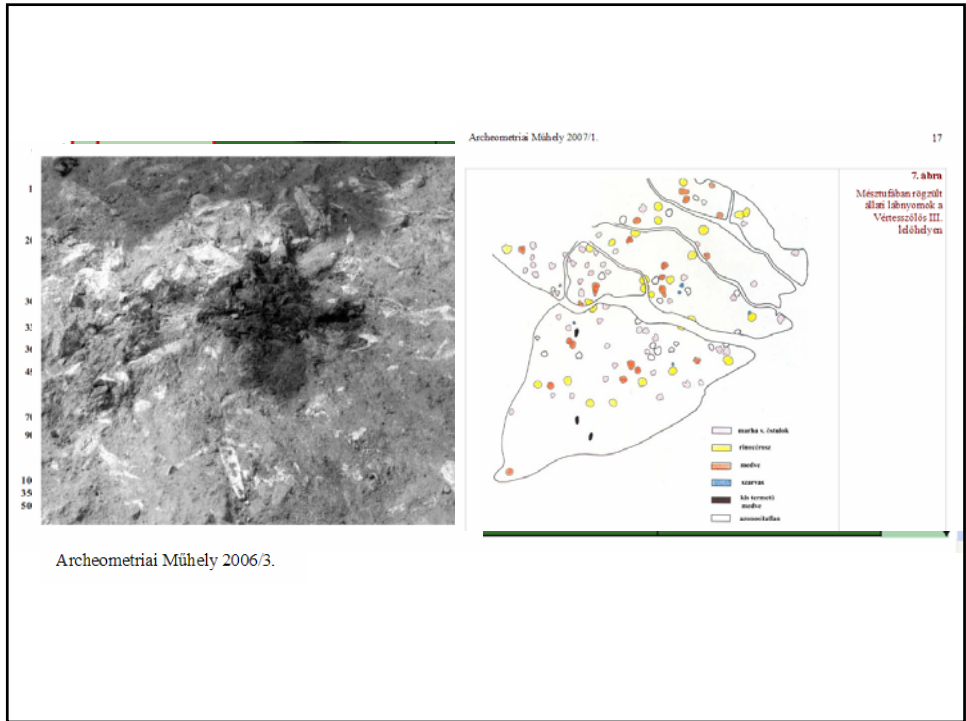 Archeometriai Műhely 2007/1.
17
7. ábra
Mésztufában rögzült
állati lábnyomok a
Vértesszőlős III.
lelőhelyen
marha v. őstulok
rinocérosz
medve
szarvas
kis termetű
medve
azonosítatlan
Archeometriai Műhely 2006/3.